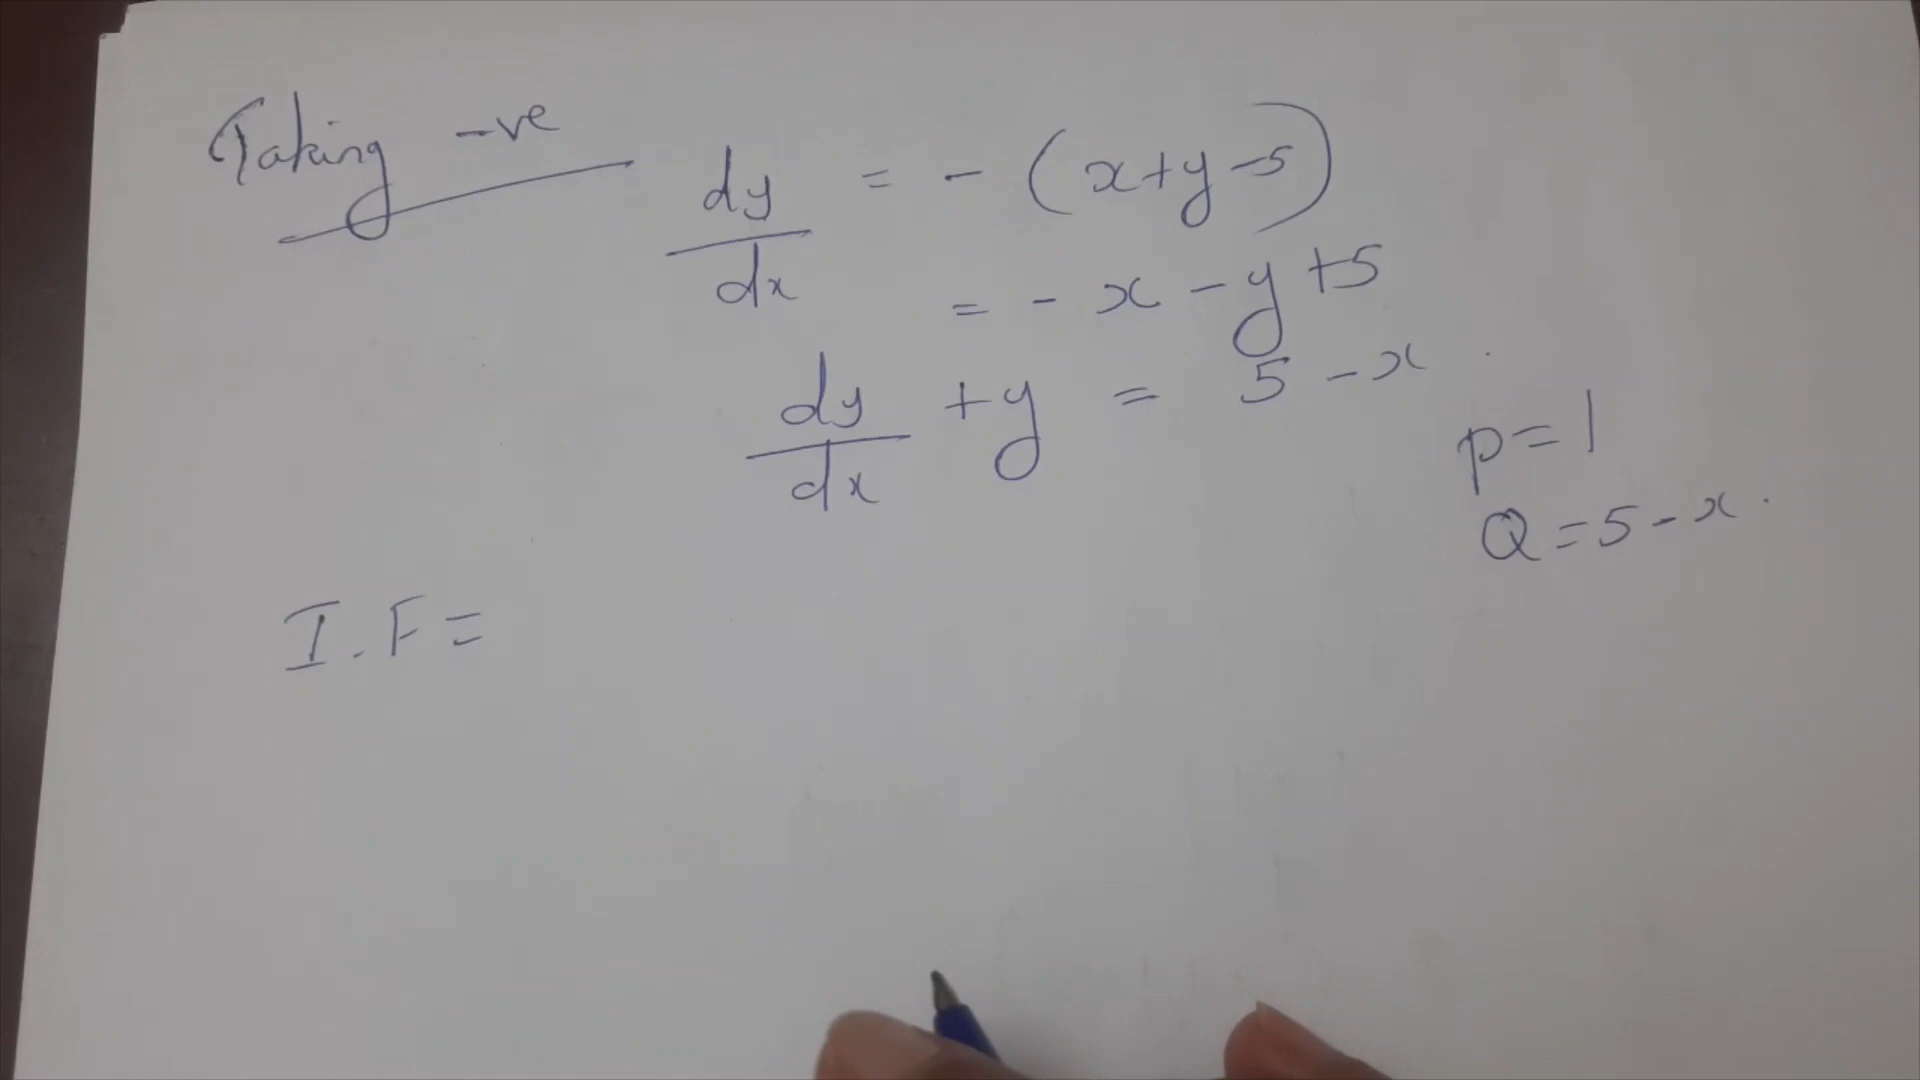 Taking -ve
dy/dx = - (x+y-5)
= - x - y + 5
dy/dx + y = 5 - x.
p = 1
Q = 5 - x.
I.F =